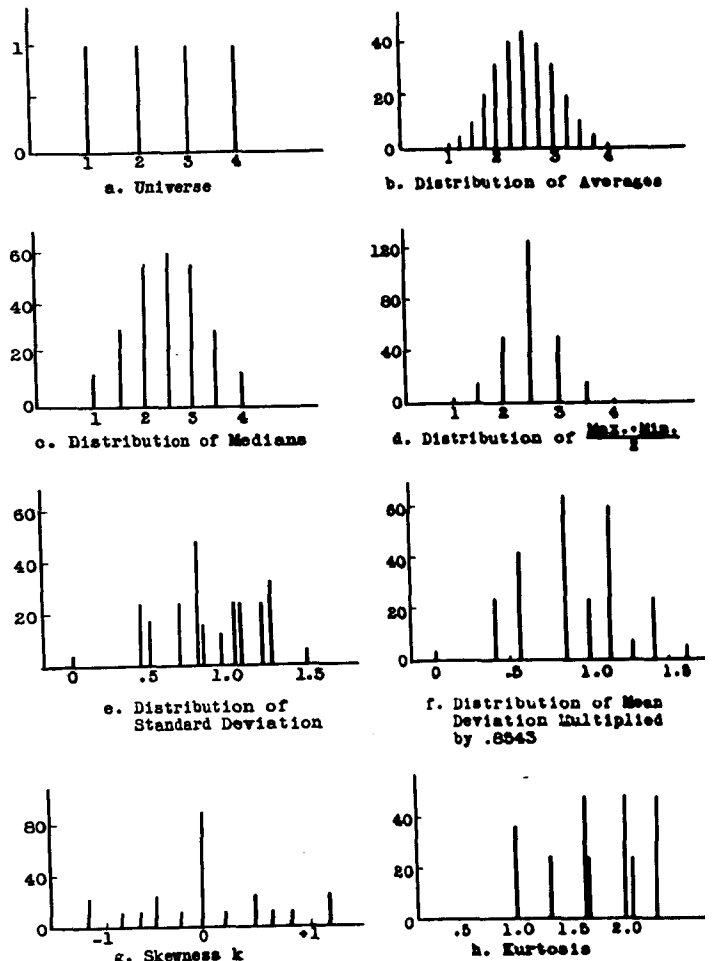 1
0
1 2 3 4
a. Universe
40
20
0
1 2 3 4
b. Distribution of Averages
60
40
20
0
1 2 3 4
c. Distribution of Medians
120
80
40
0
1 2 3 4
d. Distribution of Max.+Min.
2
60
40
20
0 .5 1.0 1.5
e. Distribution of
Standard Deviation
60
40
20
0
0 .5 1.0 1.5
f. Distribution of Mean
Deviation Multiplied
by .8543
80
40
0
-1 0 +1
g. Skewness k
40
20
0
.5 1.0 1.5 2.0
h. Kurtosis